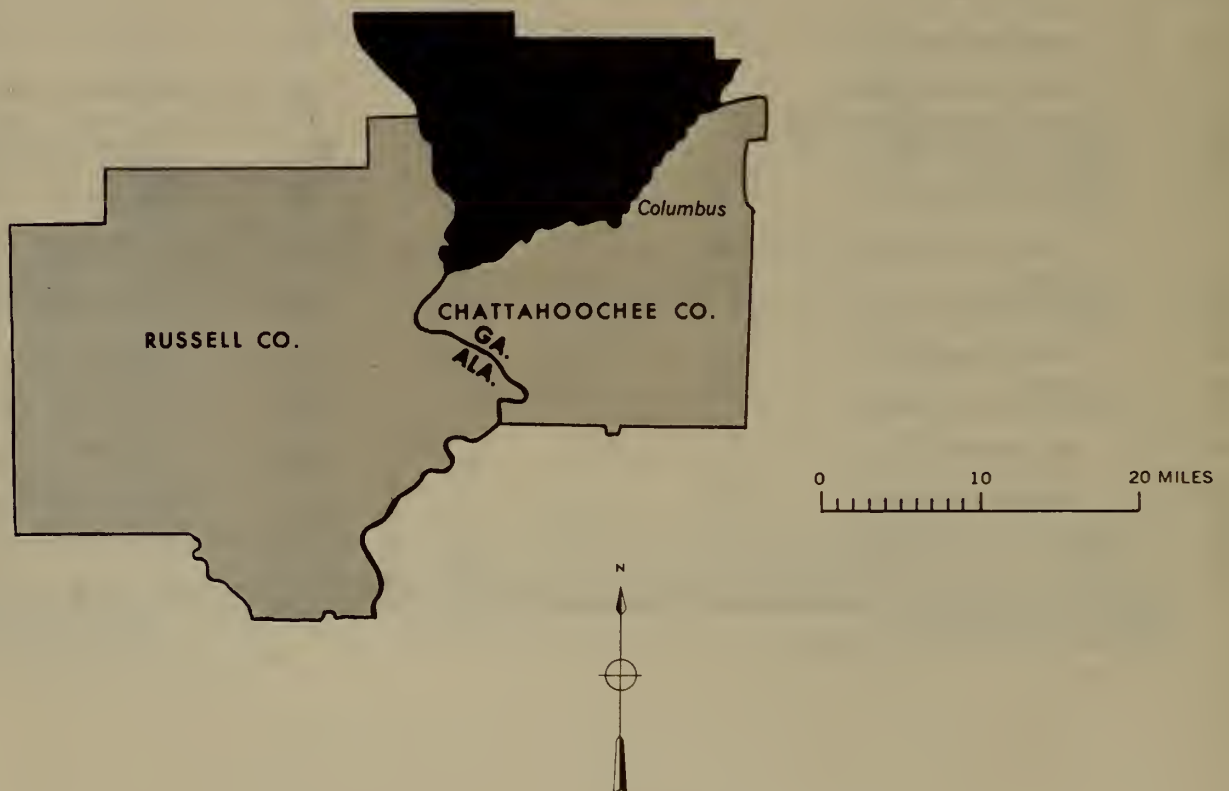 Columbus
CHATTAHOOCHEE CO.
GA.
ALA.
RUSSELL CO.
0 10 20 MILES
N